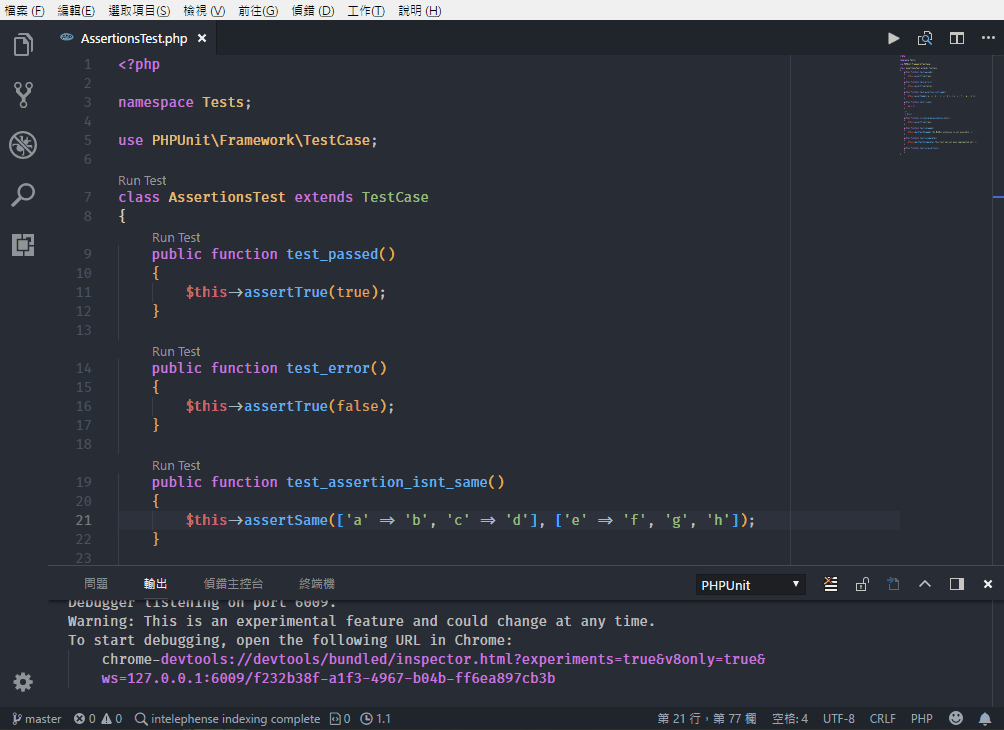 檔案 (F) 編輯(E) 選取項目(S) 檢視 (V) 前往(G) 偵錯 (D) 工作(T) 說明 (H)
AssertionsTest.php ×
1 <?php
2
3 namespace Tests;
4
5 use PHPUnit\Framework\TestCase;
6
Run Test
7 class AssertionsTest extends TestCase
8 {
Run Test
9 public function test_passed()
10 {
11 $this->assertTrue(true);
12 }
13
Run Test
14 public function test_error()
15 {
16 $this->assertTrue(false);
17 }
18
Run Test
19 public function test_assertion_isnt_same()
20 {
21 $this->assertSame(['a' => 'b', 'c' => 'd'], ['e' => 'f', 'g', 'h']);
22 }
23
問題 輸出 偵錯主控台 終端機 PHPUnit
Debugger listening on port 6009.
Warning: This is an experimental feature and could change at any time.
To start debugging, open the following URL in Chrome:
chrome-devtools://devtools/bundled/inspector.html?experiments=true&v8only=true&
ws=127.0.0.1:6009/f232b38f-a1f3-4967-b04b-ff6ea897cb3b
master 0 0 intelephense indexing complete 0 1.1 第 21 行，第 77 欄 空格: 4 UTF-8 CRLF PHP